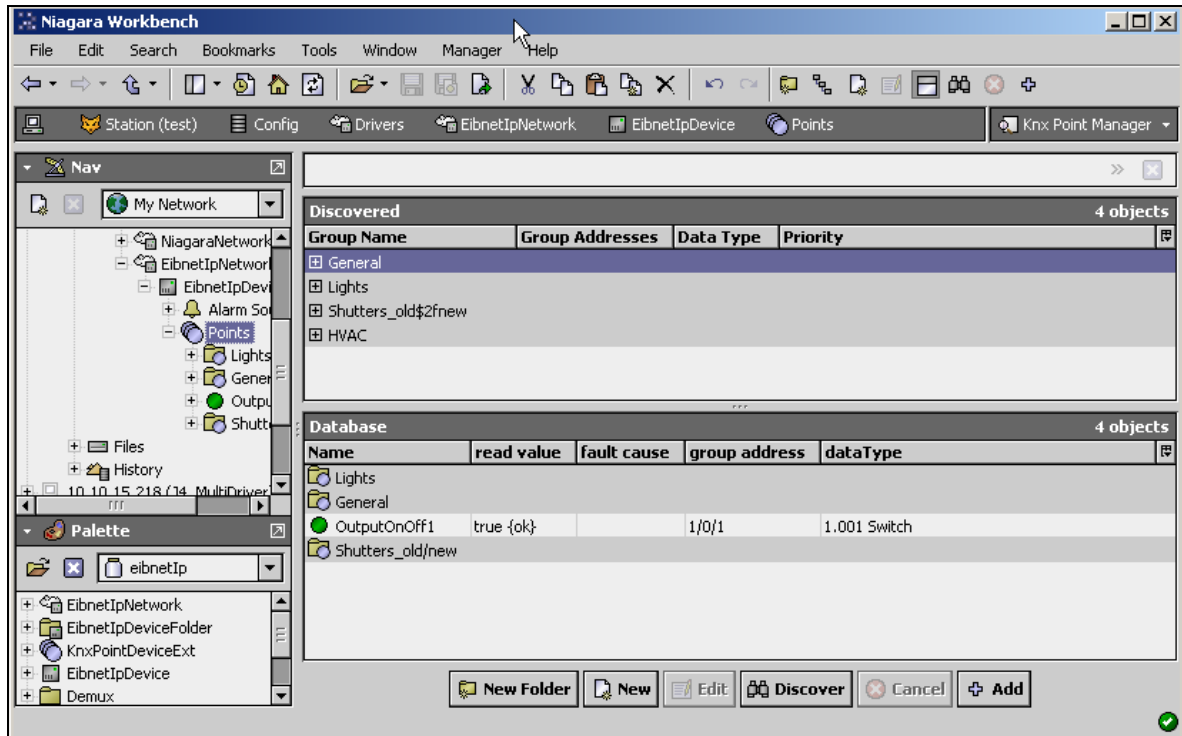 Niagara Workbench
File Edit Search Bookmarks Tools Window Manager Help
Station (test) Config Drivers EibnetIpNetwork EibnetIpDevice Points Knx Point Manager
Nav
My Network
NiagaraNetwork
EibnetIpNetworl
EibnetIpDevi
Alarm Sou
Points
Lights
Gener
Outpu
Shutt
Files
History
10.10.15.218 (J4_MultiDriver)
Palette
eibnetIp
EibnetIpNetwork
EibnetIpDeviceFolder
KnxPointDeviceExt
EibnetIpDevice
Demux
Discovered 4 objects
Group Name Group Addresses Data Type Priority
General
Lights
Shutters_old$2fnew
HVAC
Database 4 objects
Name read value fault cause group address dataType
Lights
General
OutputOnOff1 true {ok} 1/0/1 1.001 Switch
Shutters_old/new
New Folder New Edit Discover Cancel Add